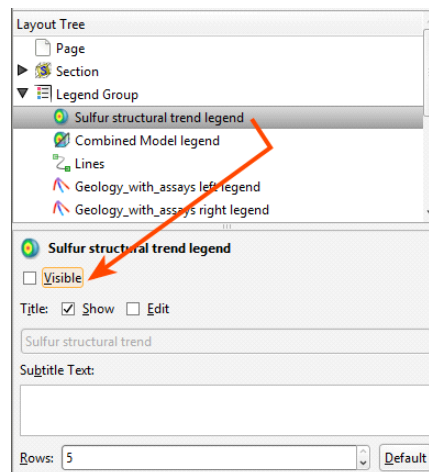 Layout Tree
Page
Section
Legend Group
Sulfur structural trend legend
Combined Model legend
Lines
Geology_with_assays left legend
Geology_with_assays right legend
Sulfur structural trend legend
Visible
Title: Show Edit
Sulfur structural trend
Subtitle Text:
Rows: 5 Default